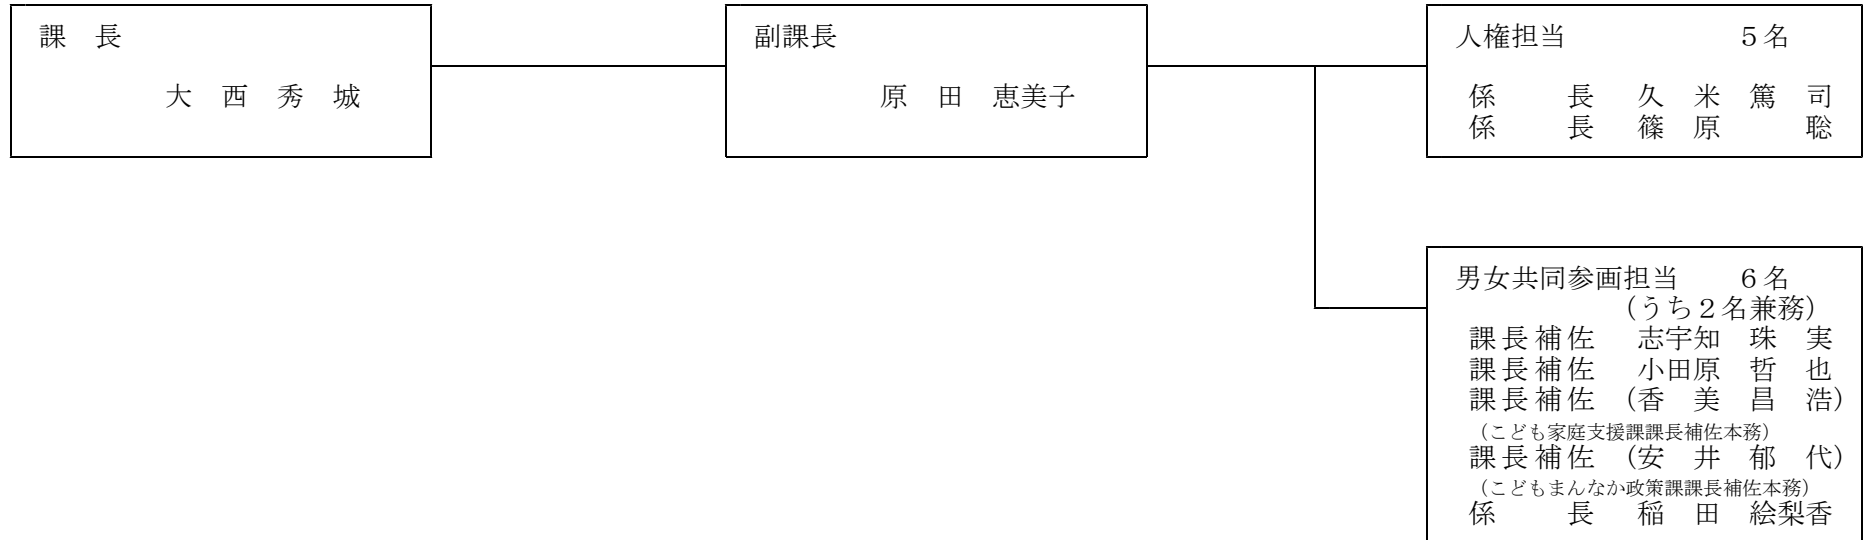 課　長
大　西　秀　城
副課長
原　田　恵美子
人権担当　　　　　　５名
係　　長　久　米　篤　司
係　　長　篠　原　　　聡
男女共同参画担当　　６名
（うち２名兼務）
課長補佐　志宇知　珠　実
課長補佐　小田原　哲　也
課長補佐　（香　美　昌　浩）
（こども家庭支援課課長補佐本務）
課長補佐　（安　井　郁　代）
（こどもまんなか政策課課長補佐本務）
係　　長　稲　田　絵梨香